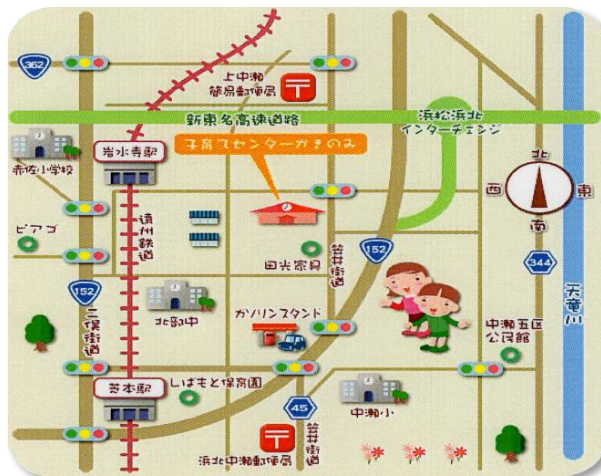 362
上中瀬
簡易郵便局
新東名高速道路
浜松浜北
インターチェンジ
子育てセンターかきのみ
岩水寺駅
赤佐小学校
北
西
東
南
ピアゴ
遠州鉄道
田光家具
笠井街道
152
344
152
二俣街道
北部中
ガソリンスタンド
天竜川
中瀬五区
公民館
芝本駅
しばもと保育園
45
笠井街道
中瀬小
浜北中瀬郵便局